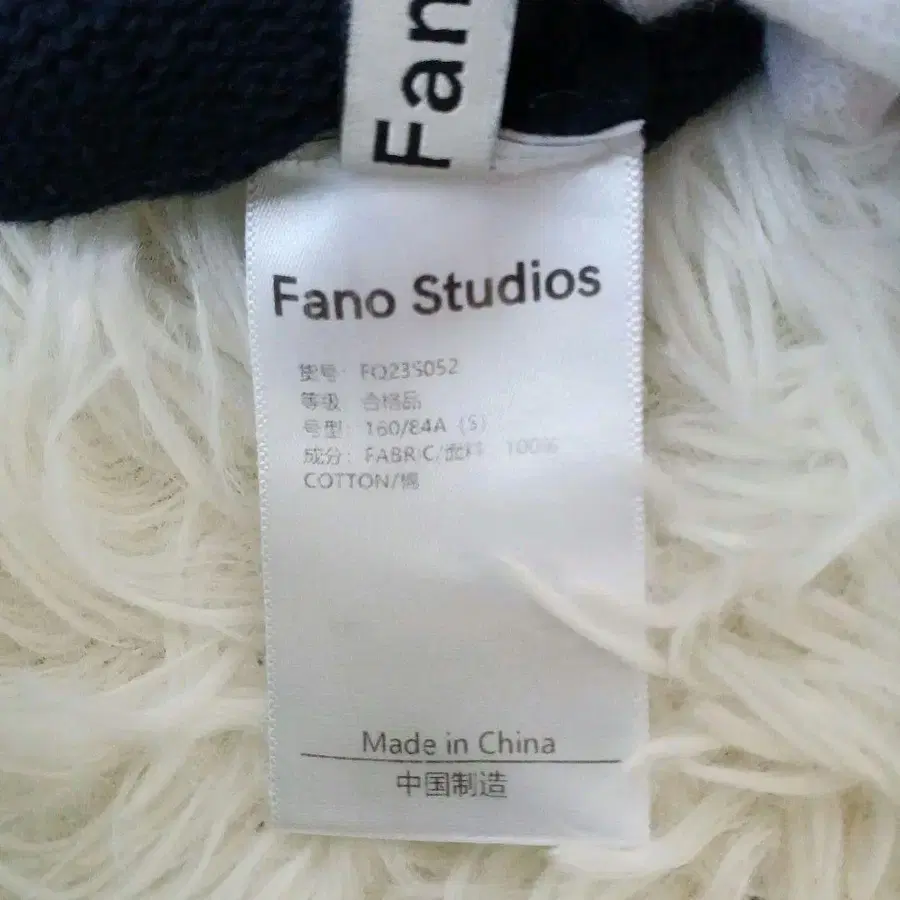 Fan
Fano Studios
货号: FQ23S052
等级 合格品
号型: 160/84A (S)
成分: FABRIC/面料 100%
COTTON/棉
Made in China
中国制造